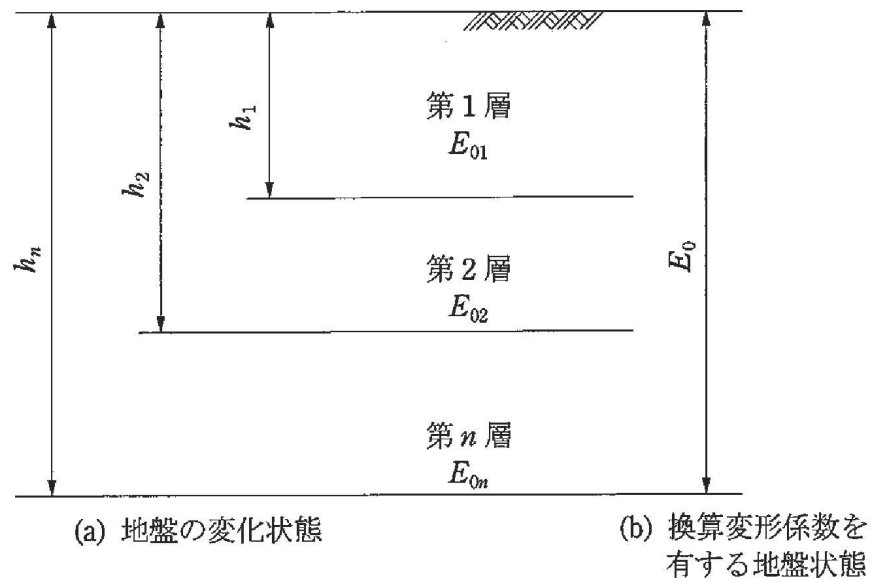 第1層
E₀₁
h₁
h₂
第2層
E₀₂
hₙ
E₀
第n層
E₀ₙ
(a) 地盤の変化状態
(b) 換算変形係数を
有する地盤状態